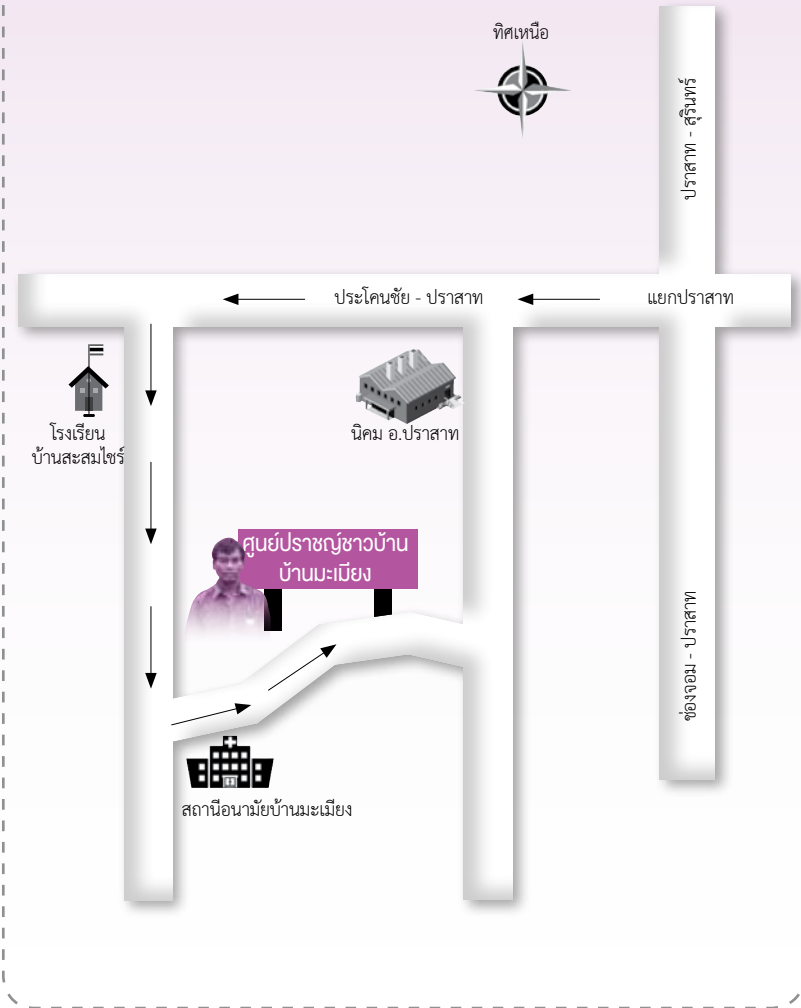 ทิศเหนือ
ปราสาท - สุรินทร์
ประโคนชัย - ปราสาท
แยกปราสาท
โรงเรียน
บ้านสะสมไชร์
นิคม อ.ปราสาท
ศูนย์ปราชญ์ชาวบ้าน
บ้านมะเมียง
ช่องจอม - ปราสาท
สถานีอนามัยบ้านมะเมียง